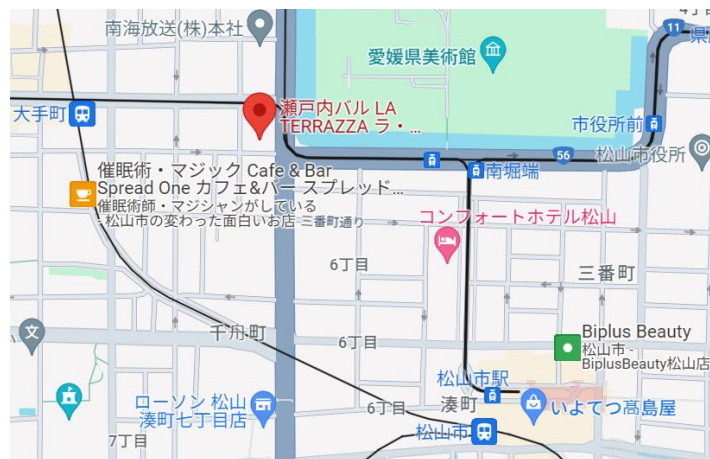 南海放送(株)本社
11
愛媛県美術館
大手町
瀬戸内バル LA
TERRAZZA ラ・...
市役所前
56
松山市役所
南堀端
催眠術・マジック Cafe & Bar
Spread One カフェ&バー スプレッド...
催眠術師・マジシャンがしている
- 松山市の変わった面白いお店
三番町通り
コンフォートホテル松山
6丁目
三番町
千舟町
6丁目
Biplus Beauty
松山市 -
BiplusBeauty松山店
文
松山市駅
ローソン 松山
湊町七丁目店
6丁目
湊町
いよてつ髙島屋
7丁目
松山市